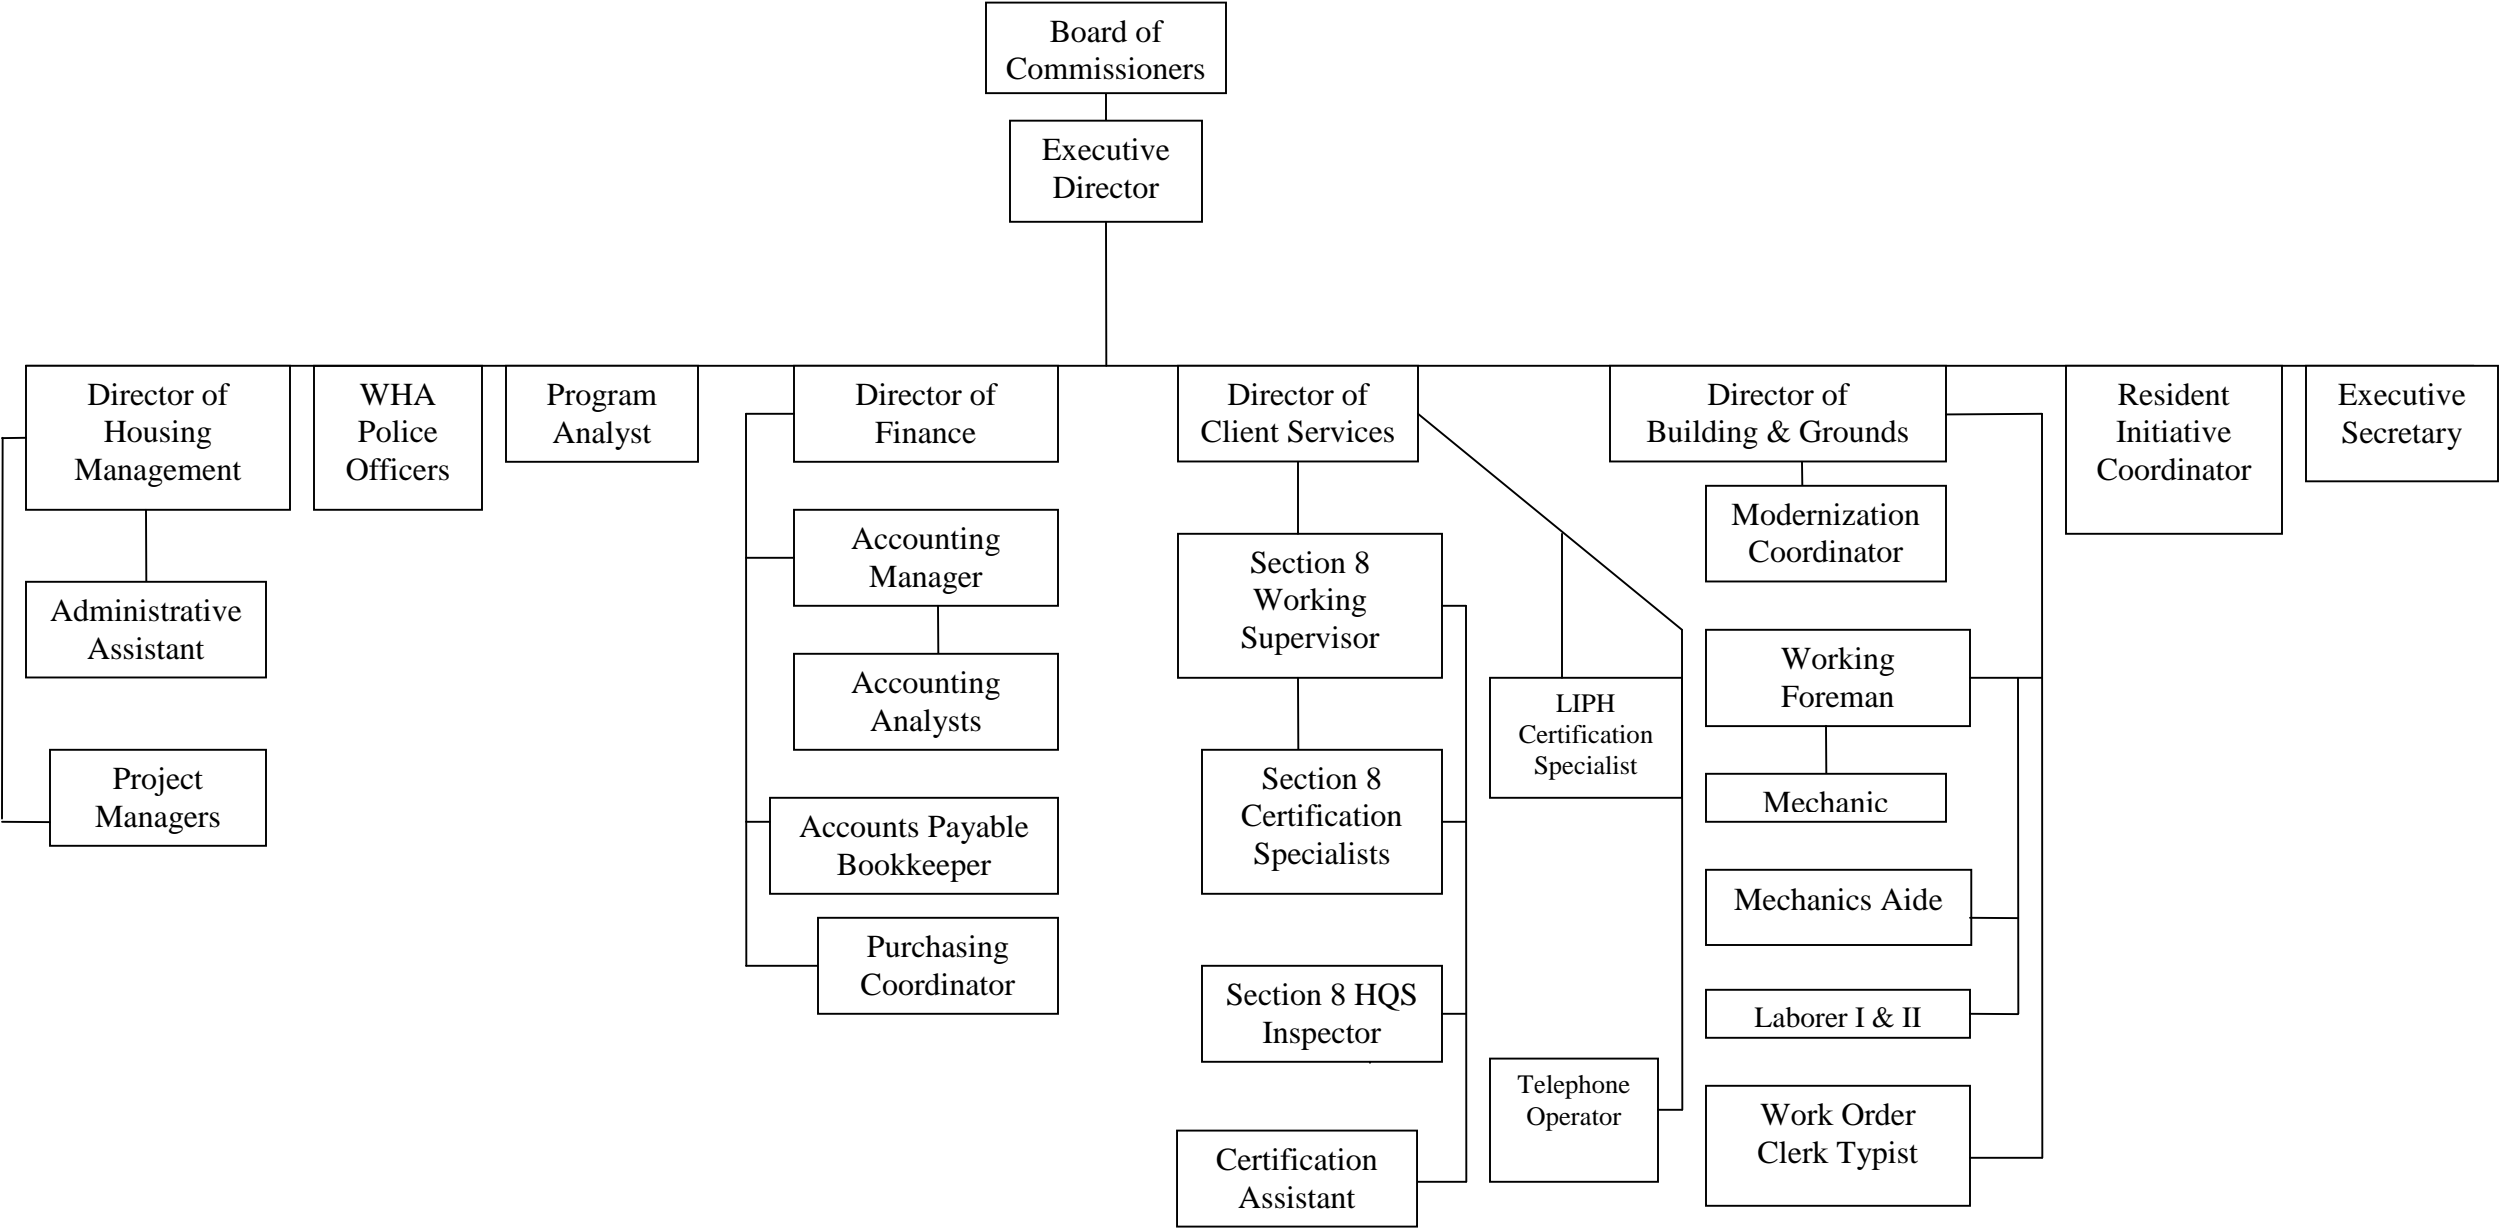 Board of
Commissioners
Executive
Director
Director of
Housing
Management
WHA
Police
Officers
Program
Analyst
Director of
Finance
Director of
Client Services
Director of
Building & Grounds
Resident
Initiative
Coordinator
Executive
Secretary
Administrative
Assistant
Project
Managers
Accounting
Manager
Accounting
Analysts
Accounts Payable
Bookkeeper
Purchasing
Coordinator
Section 8
Working
Supervisor
Section 8
Certification
Specialists
Section 8 HQS
Inspector
Certification
Assistant
LIPH
Certification
Specialist
Telephone
Operator
Modernization
Coordinator
Working
Foreman
Mechanic
Mechanics Aide
Laborer I & II
Work Order
Clerk Typist